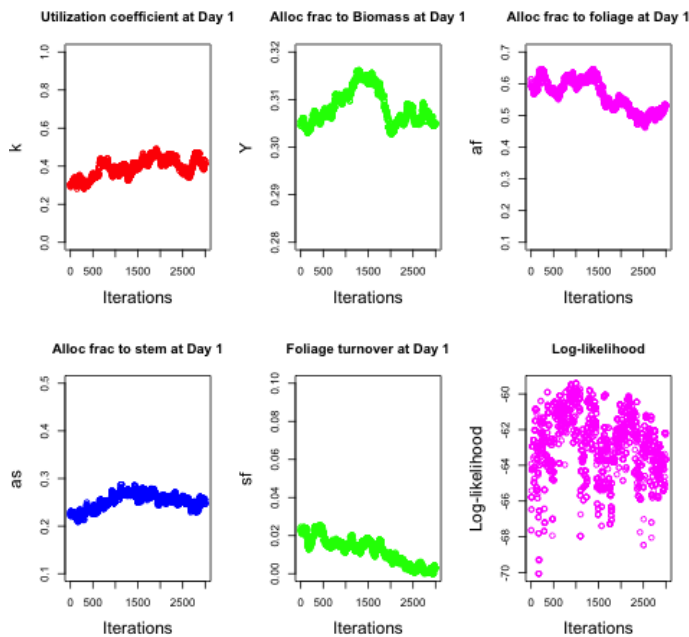 Utilization coefficient at Day 1
k
1.0
0.8
0.6
0.4
0.2
0.0
0 500 1500 2500
Iterations
Alloc frac to Biomass at Day 1
Y
0.32
0.31
0.30
0.29
0.28
0 500 1500 2500
Iterations
Alloc frac to foliage at Day 1
af
0.7
0.6
0.5
0.4
0.3
0.2
0.1
0 500 1500 2500
Iterations
Alloc frac to stem at Day 1
as
0.5
0.4
0.3
0.2
0.1
0 500 1500 2500
Iterations
Foliage turnover at Day 1
sf
0.10
0.08
0.06
0.04
0.02
0.00
0 500 1500 2500
Iterations
Log-likelihood
Log-likelihood
-60
-62
-64
-66
-68
-70
0 500 1500 2500
Iterations